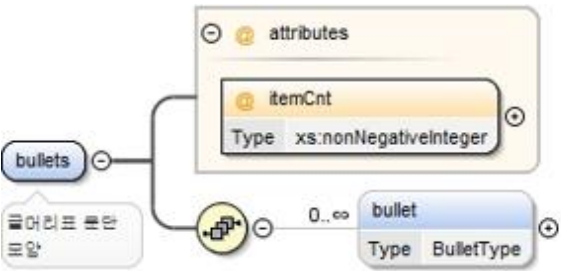 @ attributes
@ itemCnt
Type xs:nonNegativeInteger
bullets
글머리표 문단
모양
0..∞
bullet
Type BulletType